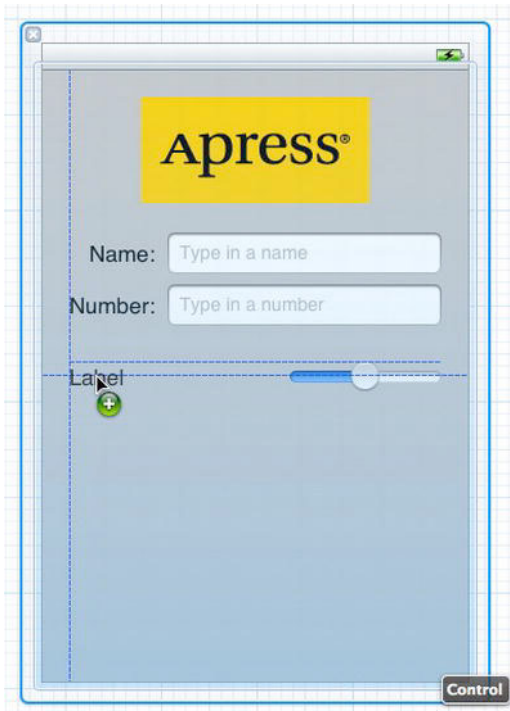 Apress®
Name: Type in a name
Number: Type in a number
Label
Control